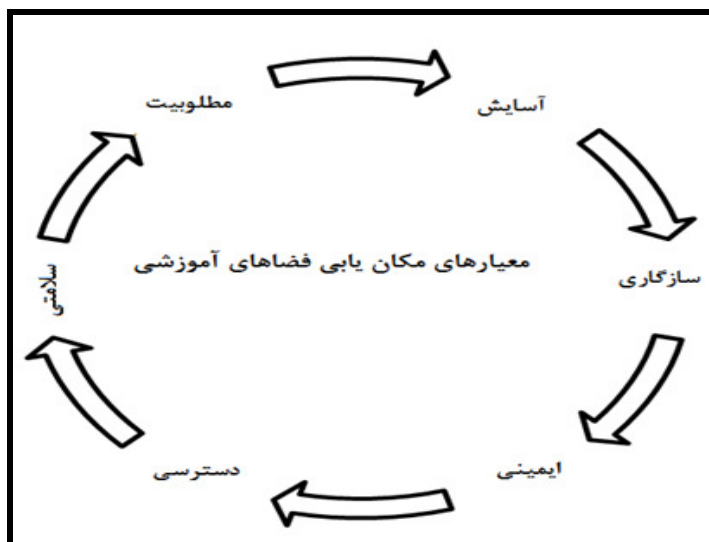 مطلوبیت
آسایش
سازگاری
ایمینی
دسترسی
سلامتی
معیارهای مکان یابی فضاهای آموزشی